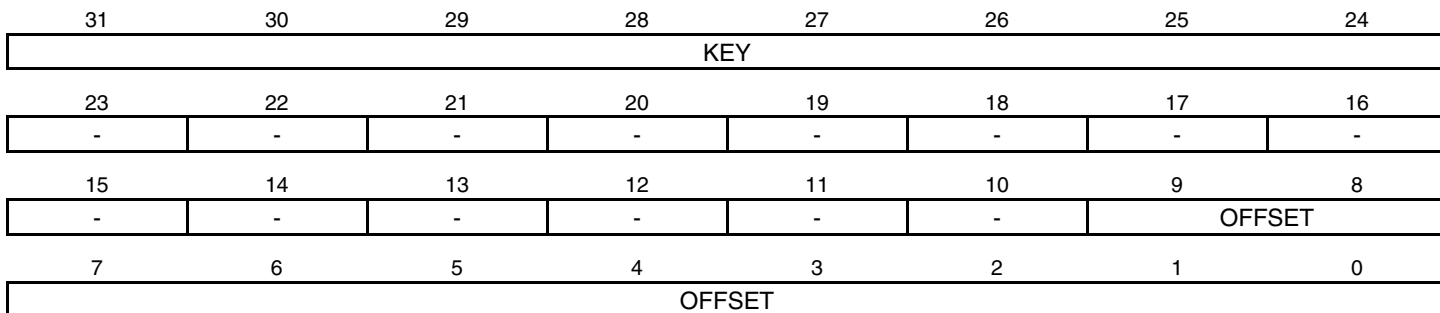 31 30 29 28 27 26 25 24
KEY
23 22 21 20 19 18 17 16
- - - - - - - -
15 14 13 12 11 10 9 8
- - - - - - OFFSET
7 6 5 4 3 2 1 0
OFFSET